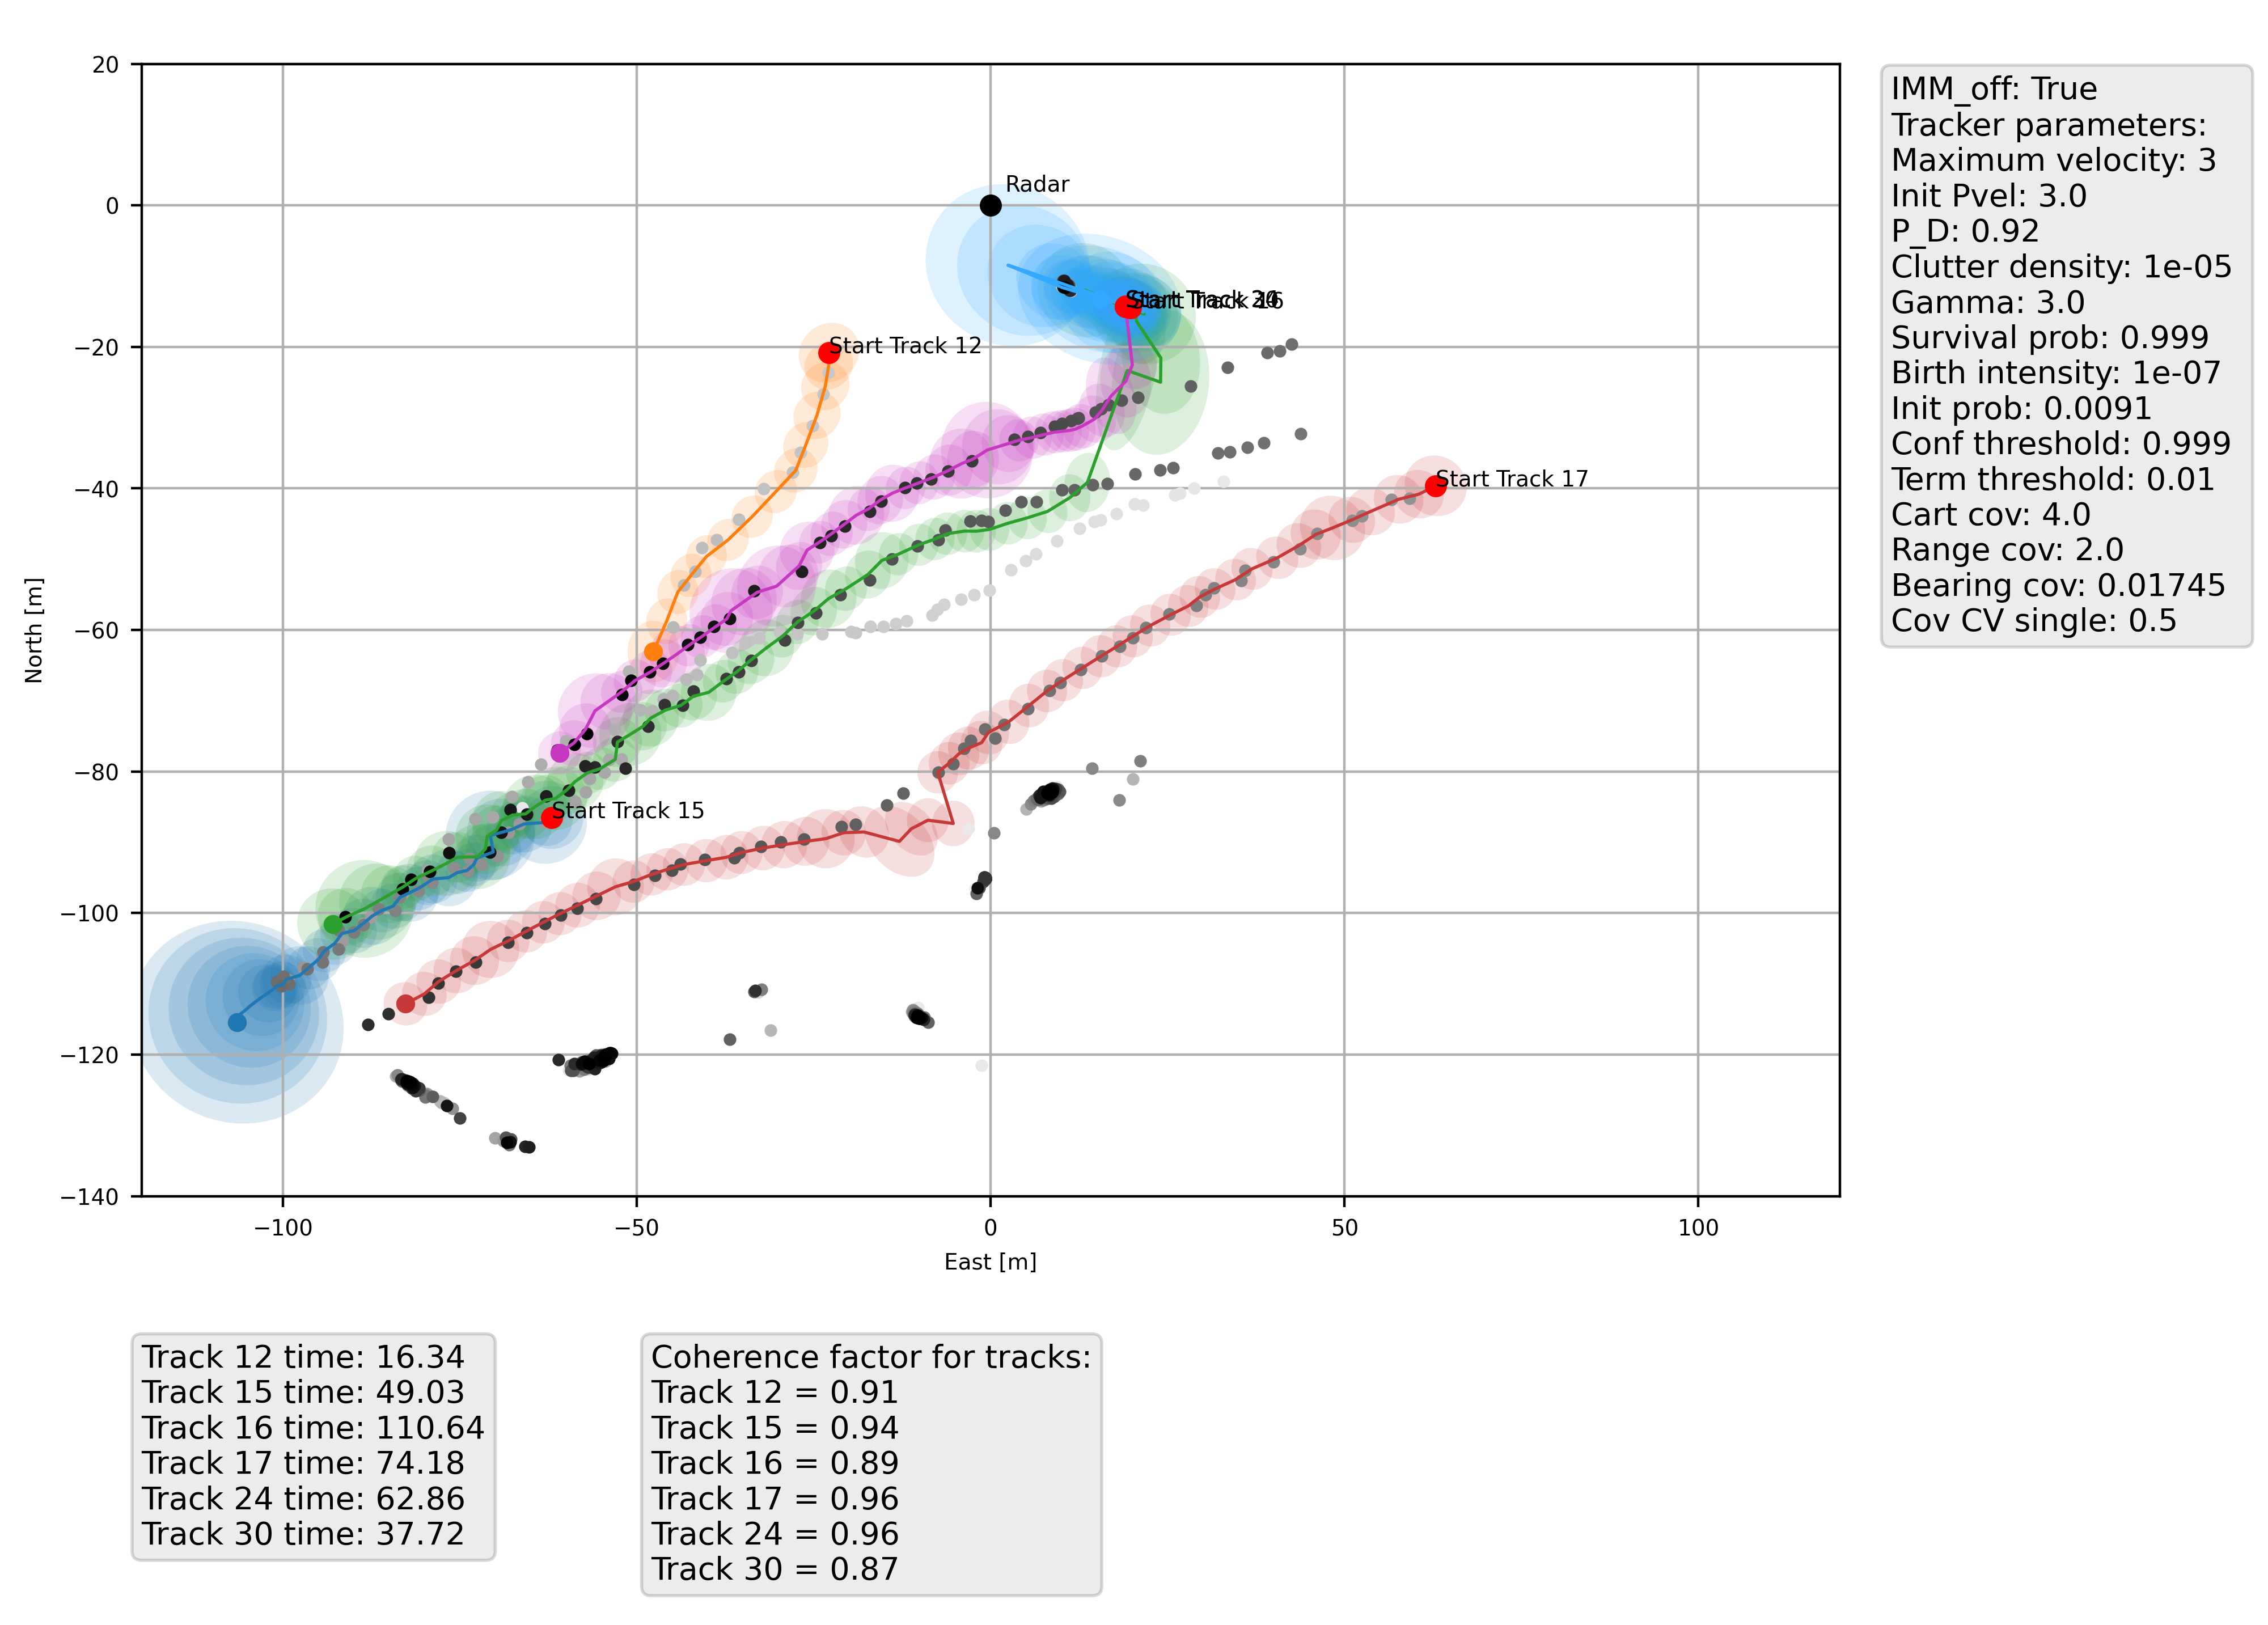 20
0
−20
−40
−60
−80
−100
−120
−140
North [m]
−100
−50
0
50
100
East [m]
Radar
Start Track 12
Start Track 16
Start Track 17
Start Track 15
IMM_off: True
Tracker parameters:
Maximum velocity: 3
Init Pvel: 3.0
P_D: 0.92
Clutter density: 1e-05
Gamma: 3.0
Survival prob: 0.999
Birth intensity: 1e-07
Init prob: 0.0091
Conf threshold: 0.999
Term threshold: 0.01
Cart cov: 4.0
Range cov: 2.0
Bearing cov: 0.01745
Cov CV single: 0.5
Track 12 time: 16.34
Track 15 time: 49.03
Track 16 time: 110.64
Track 17 time: 74.18
Track 24 time: 62.86
Track 30 time: 37.72
Coherence factor for tracks:
Track 12 = 0.91
Track 15 = 0.94
Track 16 = 0.89
Track 17 = 0.96
Track 24 = 0.96
Track 30 = 0.87